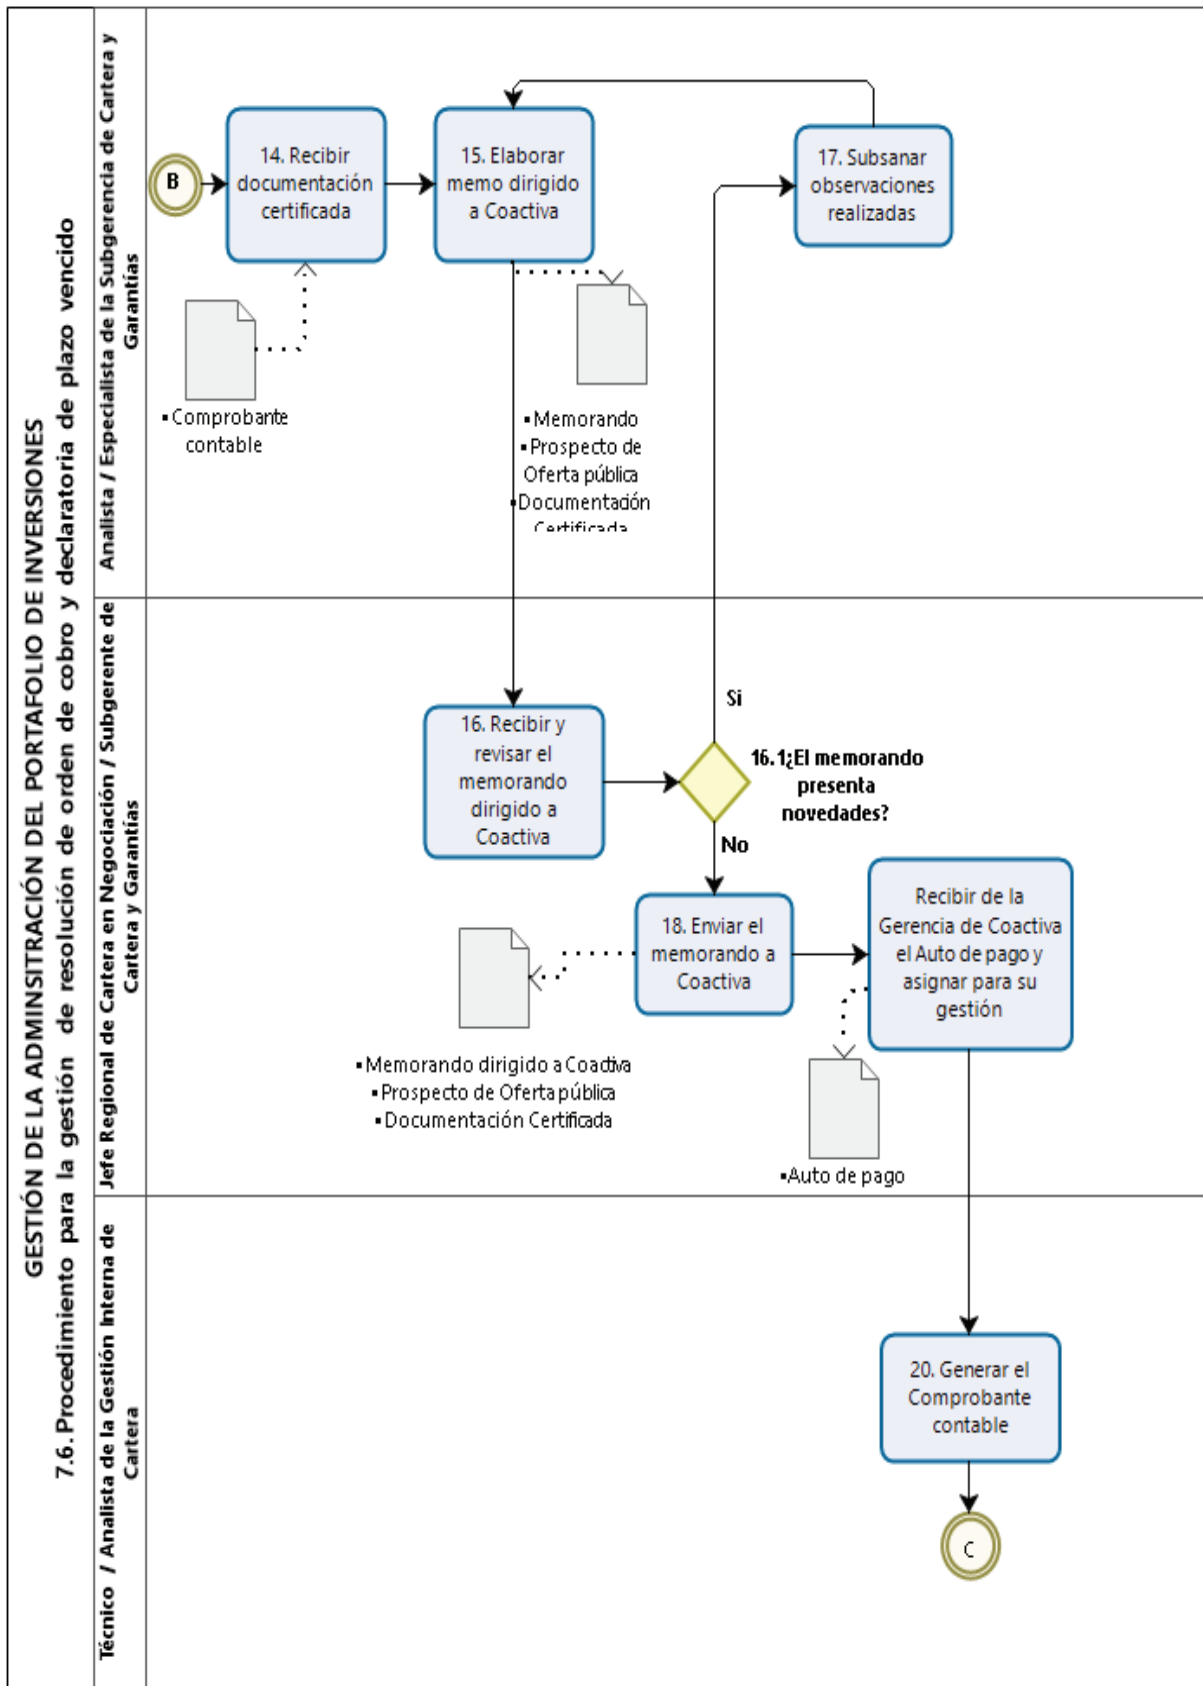 GESTIÓN DE LA ADMINSITRACIÓN DEL PORTAFOLIO DE INVERSIONES
7.6. Procedimiento para la gestión de resolución de orden de cobro y declaratoria de plazo vencido
Analista / Especialista de la Subgerencia de Cartera y
Garantías
B
14. Recibir
documentación
certificada
15. Elaborar
memo dirigido
a Coactiva
17. Subsanar
observaciones
realizadas
▪Comprobante
contable
▪Memorando
▪Prospecto de
Oferta pública
▪Documentación
Certificada
Jefe Regional de Cartera en Negociación / Subgerente de
Cartera y Garantías
16. Recibir y
revisar el
memorando
dirigido a
Coactiva
Si
16.1¿El memorando
presenta
novedades?
No
18. Enviar el
memorando a
Coactiva
Recibir de la
Gerencia de Coactiva
el Auto de pago y
asignar para su
gestión
▪Memorando dirigido a Coactiva
▪Prospecto de Oferta pública
▪Documentación Certificada
▪Auto de pago
Técnico / Analista de la Gestión Interna de
Cartera
20. Generar el
Comprobante
contable
C